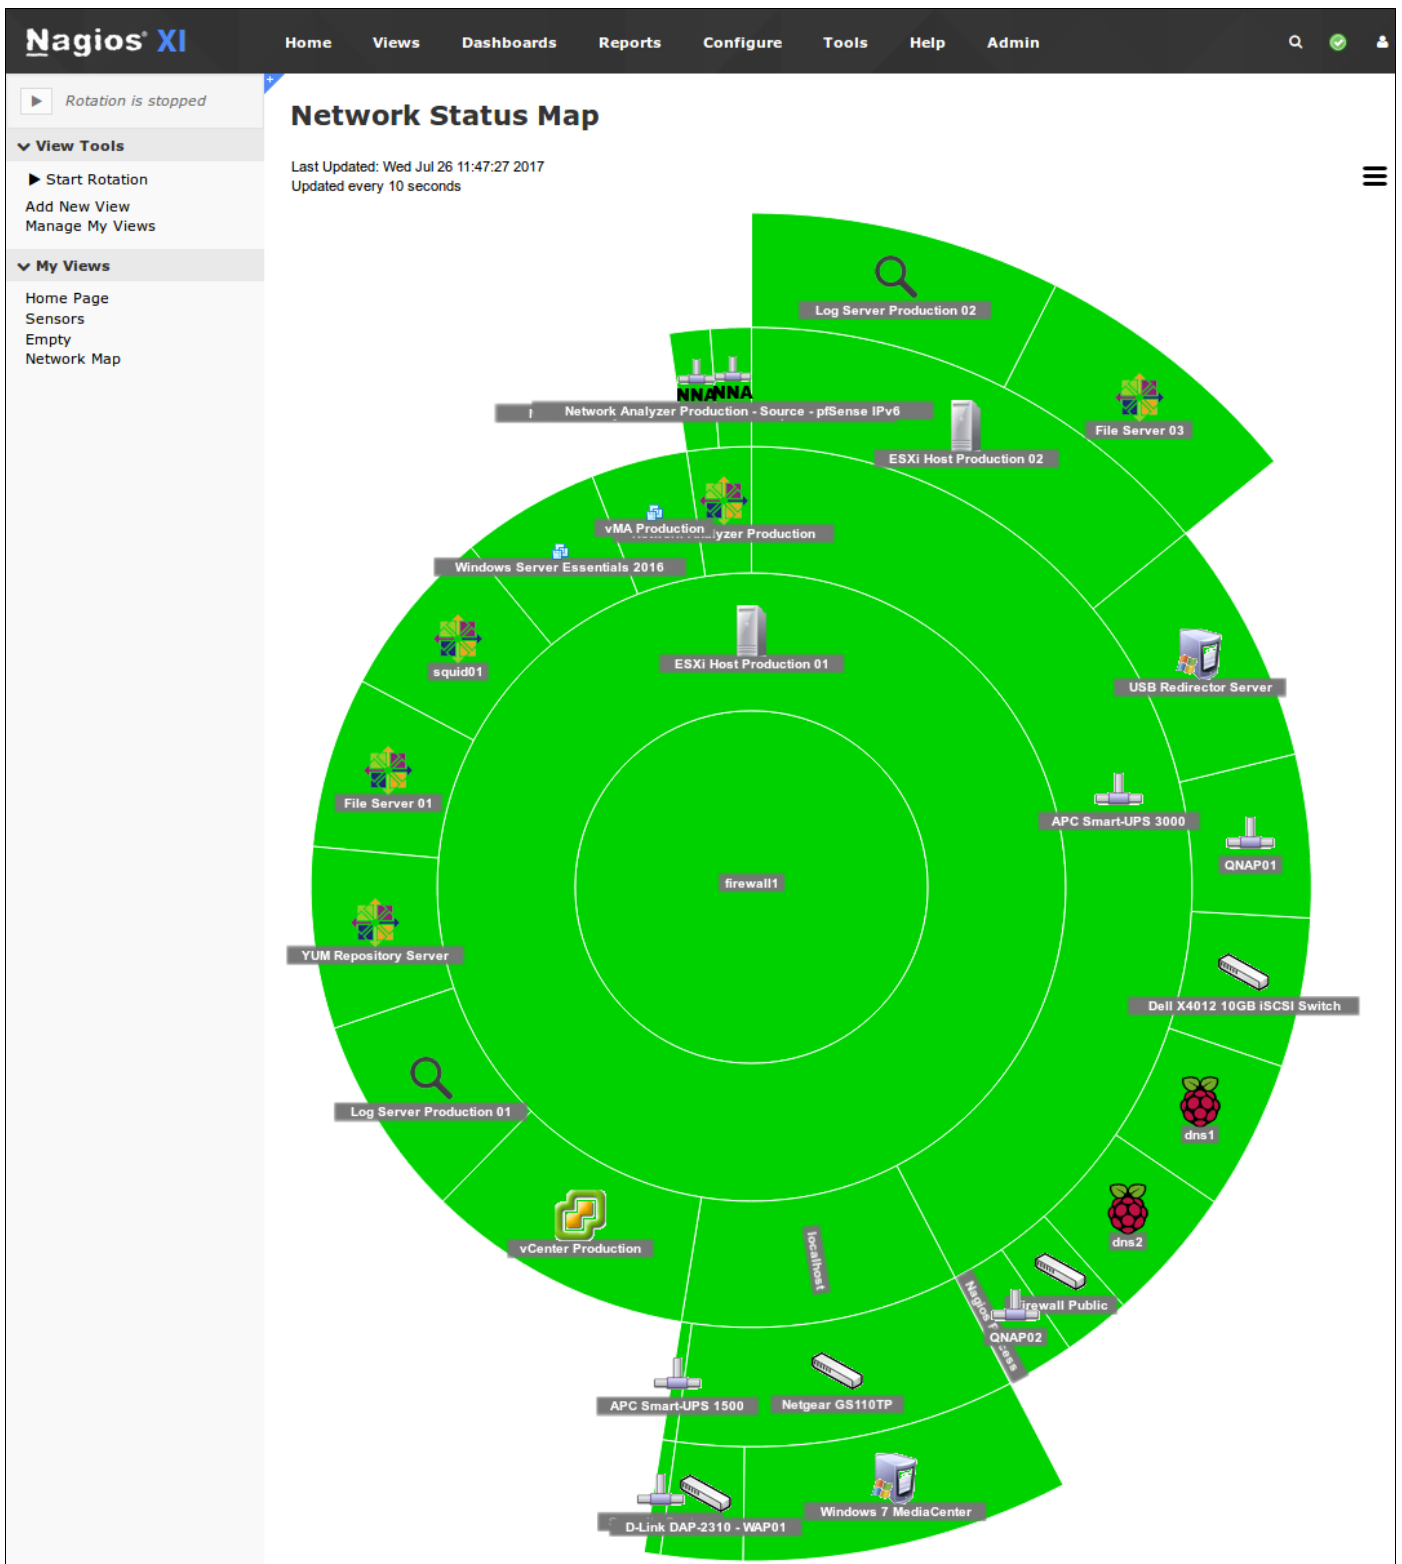 Nagios® XI
Home Views Dashboards Reports Configure Tools Help Admin
Rotation is stopped
View Tools
Start Rotation
Add New View
Manage My Views
My Views
Home Page
Sensors
Empty
Network Map
Network Status Map
Last Updated: Wed Jul 26 11:47:27 2017
Updated every 10 seconds
Log Server Production 02
NNA
NNA
Network Analyzer Production - Source - pfSense IPv6
File Server 03
ESXi Host Production 02
vMA Production
lyzer Production
Windows Server Essentials 2016
squid01
ESXi Host Production 01
USB Redirector Server
File Server 01
APC Smart-UPS 3000
QNAP01
firewall1
YUM Repository Server
Dell X4012 10GB iSCSI Switch
Log Server Production 01
dns1
vCenter Production
dns2
localhost
Nagios
irewall Public
QNAP02
APC Smart-UPS 1500
Netgear GS110TP
Windows 7 MediaCenter
D-Link DAP-2310 - WAP01